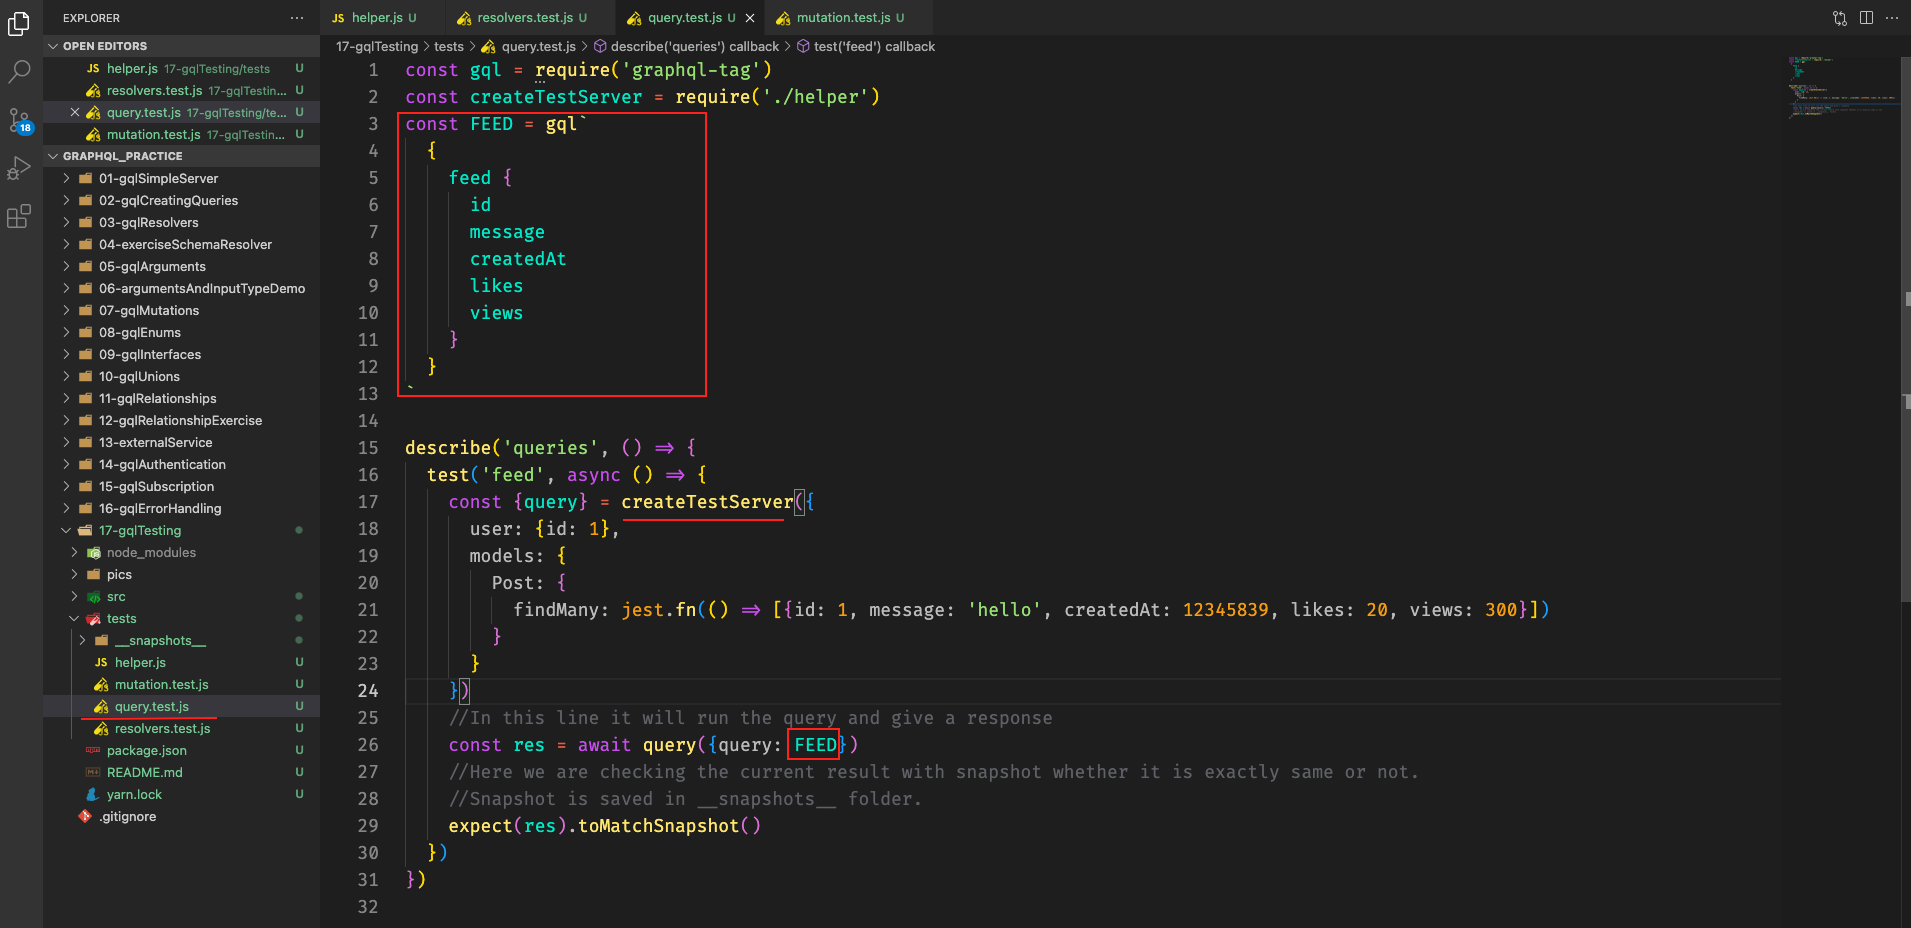 EXPLORER
OPEN EDITORS
JS helper.js 17-gqlTesting/tests U
resolvers.test.js 17-gqlTestin... U
query.test.js 17-gqlTesting/te... U
mutation.test.js 17-gqlTestin... U
18
GRAPHQL_PRACTICE
01-gqlSimpleServer
02-gqlCreatingQueries
03-gqlResolvers
04-exerciseSchemaResolver
05-gqlArguments
06-argumentsAndInputTypeDemo
07-gqlMutations
08-gqlEnums
09-gqlInterfaces
10-gqlUnions
11-gqlRelationships
12-gqlRelationshipExercise
13-externalService
14-gqlAuthentication
15-gqlSubscription
16-gqlErrorHandling
17-gqlTesting
node_modules
pics
src
tests
__snapshots__
JS helper.js U
mutation.test.js U
query.test.js U
resolvers.test.js U
package.json U
README.md U
yarn.lock U
.gitignore
JS helper.js U
resolvers.test.js U
query.test.js U
mutation.test.js U
17-gqlTesting > tests > query.test.js > describe('queries') callback > test('feed') callback
1 const gql = require('graphql-tag')
2 const createTestServer = require('./helper')
3 const FEED = gql`
4 {
5 feed {
6 id
7 message
8 createdAt
9 likes
10 views
11 }
12 }
13 `
14
15 describe('queries', () => {
16 test('feed', async () => {
17 const {query} = createTestServer({
18 user: {id: 1},
19 models: {
20 Post: {
21 findMany: jest.fn(() => [{id: 1, message: 'hello', createdAt: 12345839, likes: 20, views: 300}])
22 }
23 }
24 })
25 //In this line it will run the query and give a response
26 const res = await query({query: FEED})
27 //Here we are checking the current result with snapshot whether it is exactly same or not.
28 //Snapshot is saved in __snapshots__ folder.
29 expect(res).toMatchSnapshot()
30 })
31 })
32